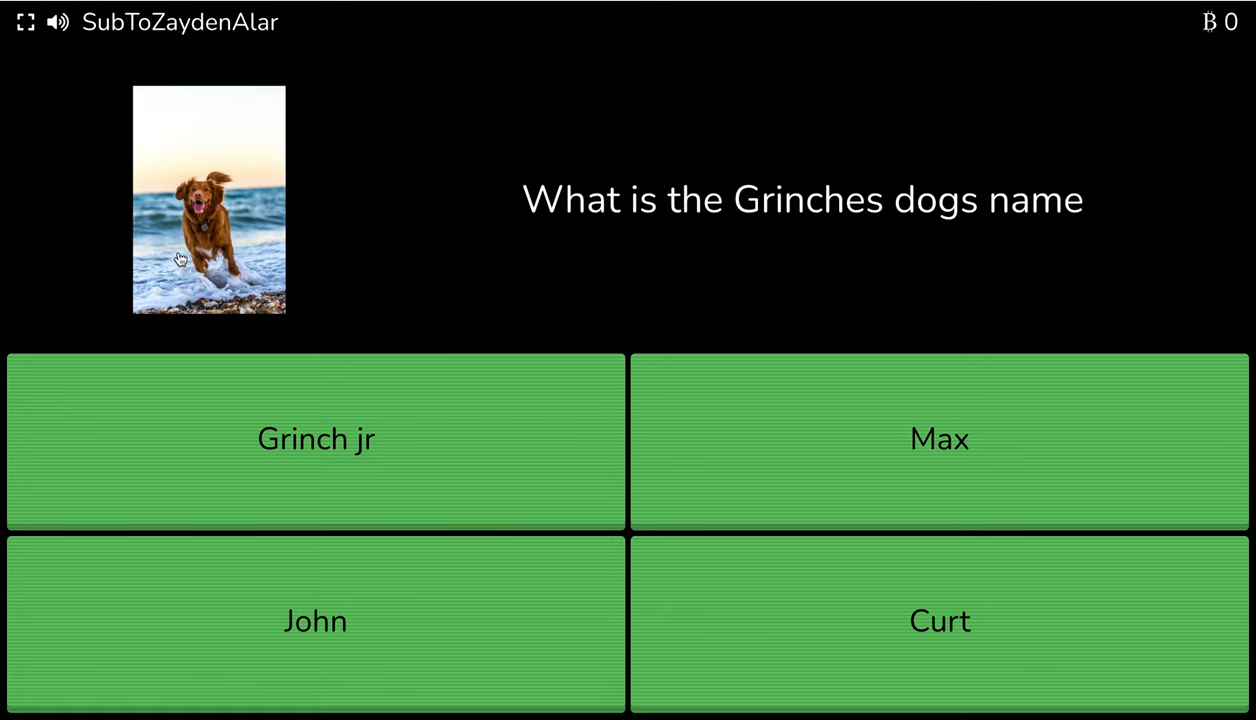 SubToZaydenAlar
₿ 0
What is the Grinches dogs name
Grinch jr
Max
John
Curt